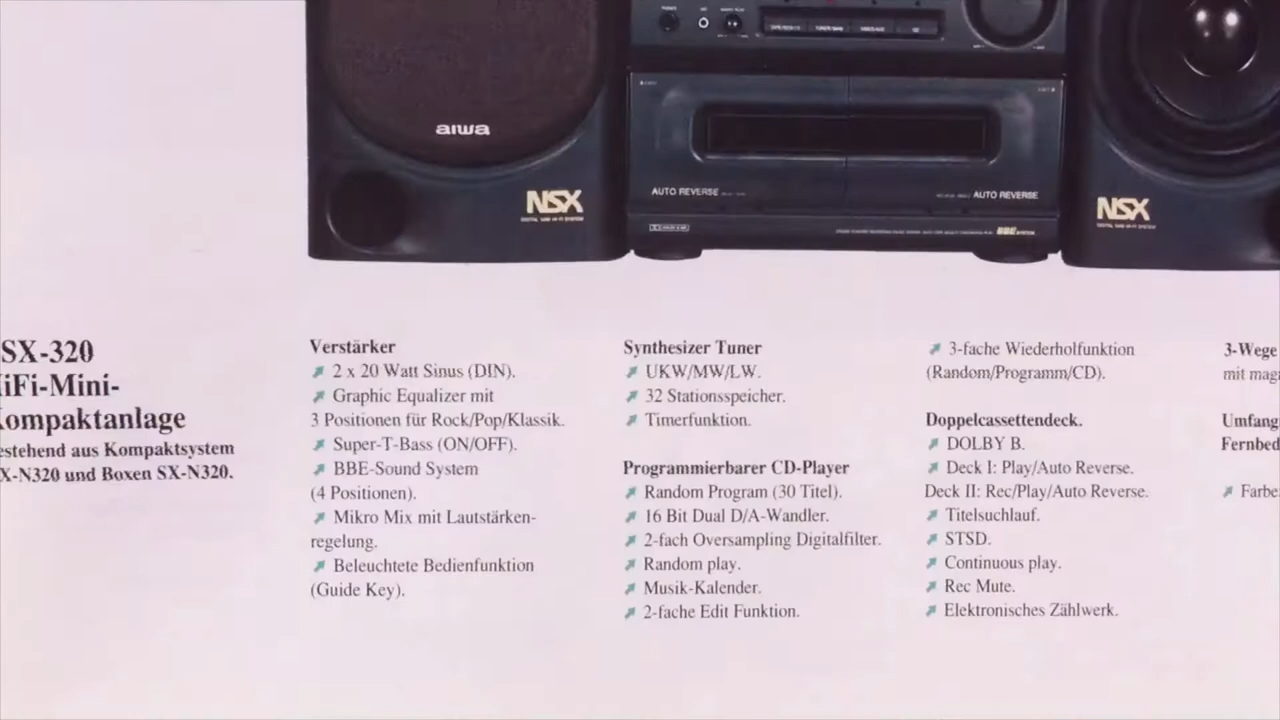 aiwa
NSX
AUTO REVERSE
AUTO REVERSE
BBE SYSTEM
NSX
SX-320
iFi-Mini-
ompaktanlage
estehend aus Kompaktsystem
X-N320 und Boxen SX-N320.
Verstärker
2 x 20 Watt Sinus (DIN).
Graphic Equalizer mit
3 Positionen für Rock/Pop/Klassik.
Super-T-Bass (ON/OFF).
BBE-Sound System
(4 Positionen).
Mikro Mix mit Lautstärken-
regelung.
Beleuchtete Bedienfunktion
(Guide Key).
Synthesizer Tuner
UKW/MW/LW.
32 Stationsspeicher.
Timerfunktion.
Programmierbarer CD-Player
Random Program (30 Titel).
16 Bit Dual D/A-Wandler.
2-fach Oversampling Digitalfilter.
Random play.
Musik-Kalender.
2-fache Edit Funktion.
3-fache Wiederholfunktion
(Random/Programm/CD).
Doppelcassettendeck.
DOLBY B.
Deck I: Play/Auto Reverse.
Deck II: Rec/Play/Auto Reverse.
Titelsuchlauf.
STSD.
Continuous play.
Rec Mute.
Elektronisches Zählwerk.
3-Wege
mit mag
Umfang
Fernbed
Farbe